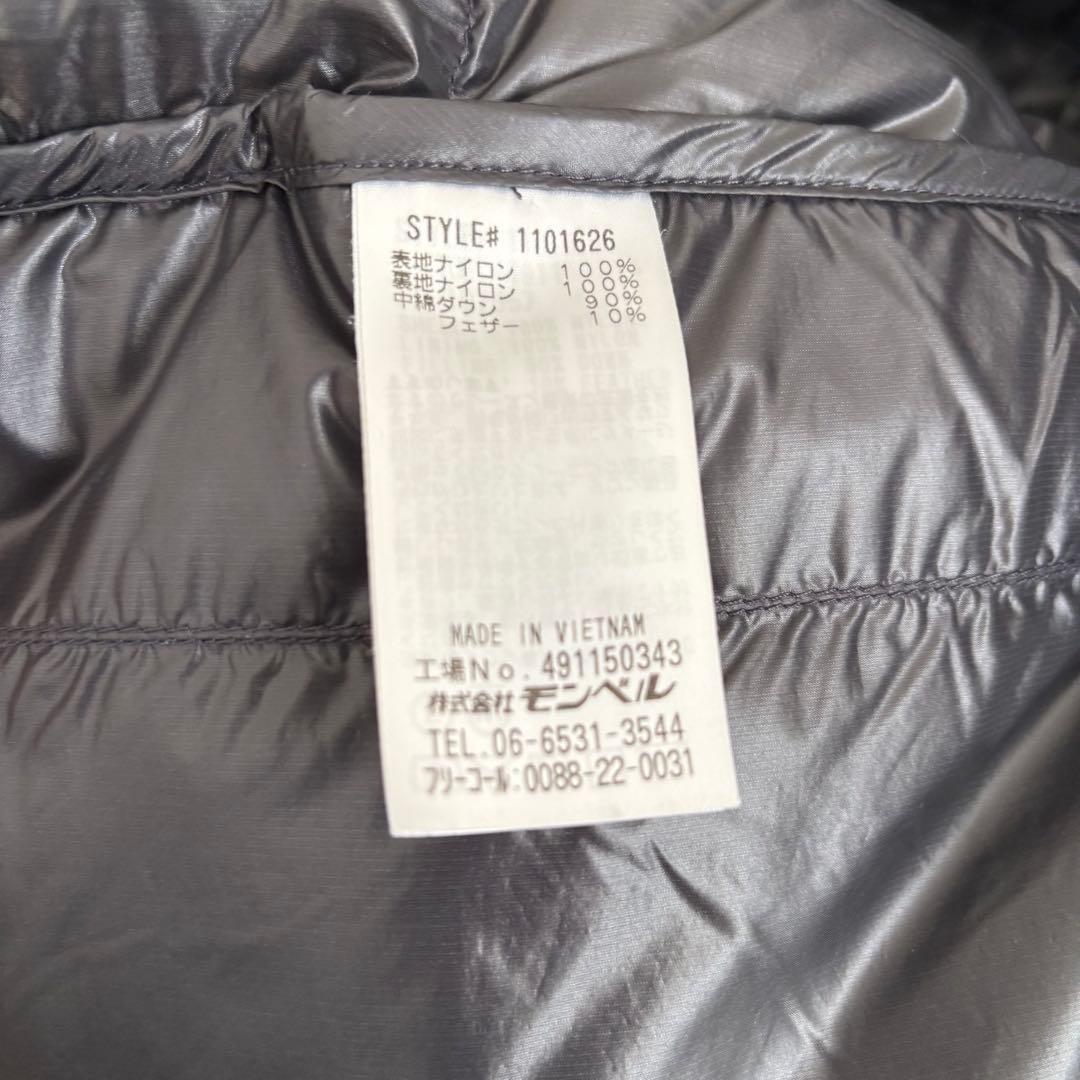 STYLE# 1101626
表地ナイロン 100%
裏地ナイロン 100%
中綿ダウン 90%
フェザー 10%
MADE IN VIETNAM
工場No. 491150343
株式会社 モンベル
TEL.06-6531-3544
フリーコール:0088-22-0031